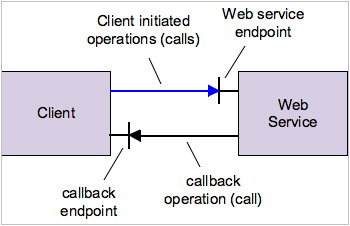 Client initiated
operations (calls)
Web service
endpoint
Client
Web
Service
callback
endpoint
callback
operation (call)